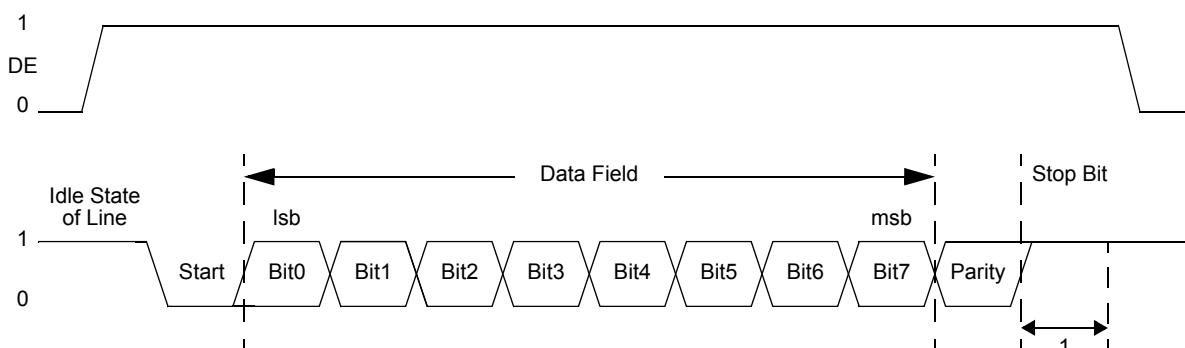 1
DE
0
Data Field
Stop Bit
Idle State
of Line
lsb
msb
1
Start
Bit0
Bit1
Bit2
Bit3
Bit4
Bit5
Bit6
Bit7
Parity
0
1